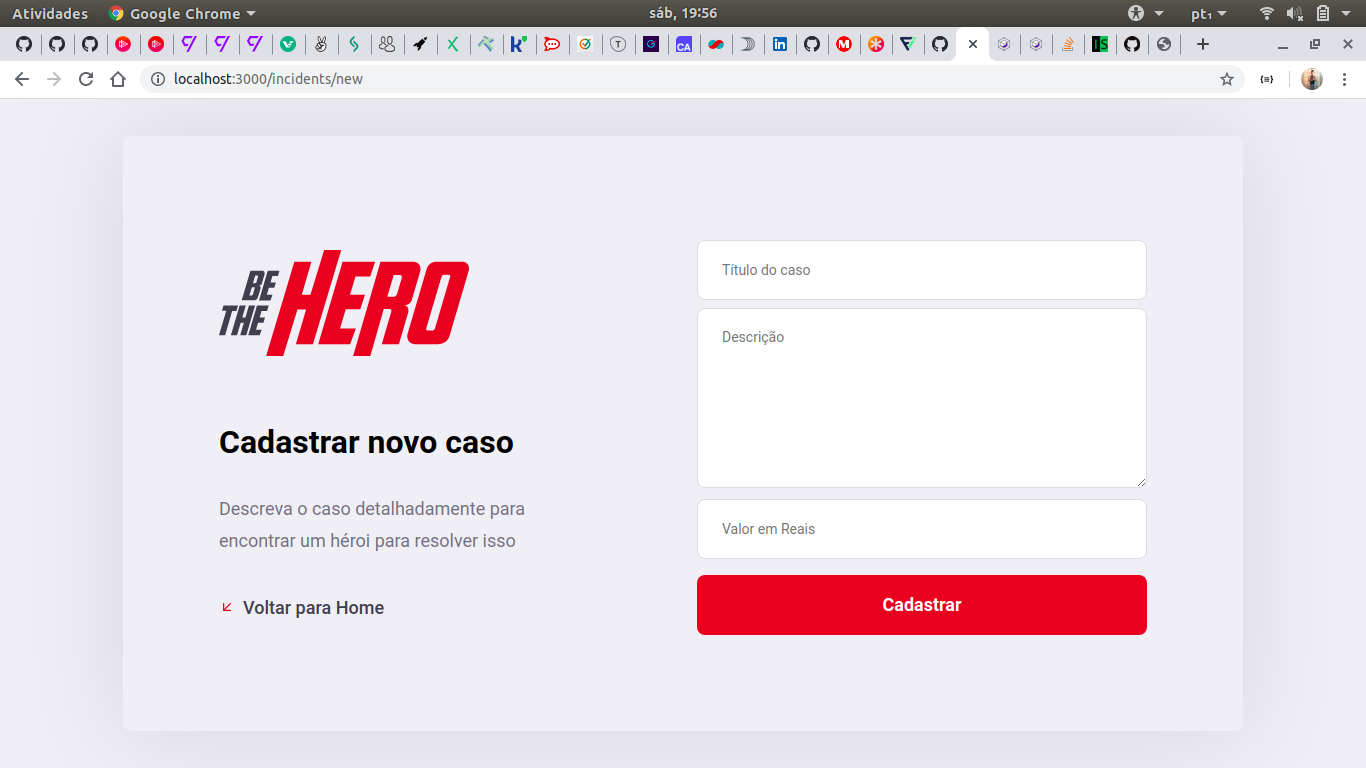 Atividades
Google Chrome
sáb, 19:56
pt₁
CA
IS
localhost:3000/incidents/new
BE
THE
HERO
Cadastrar novo caso
Descreva o caso detalhadamente para
encontrar um héroi para resolver isso
Voltar para Home
Título do caso
Descrição
Valor em Reais
Cadastrar